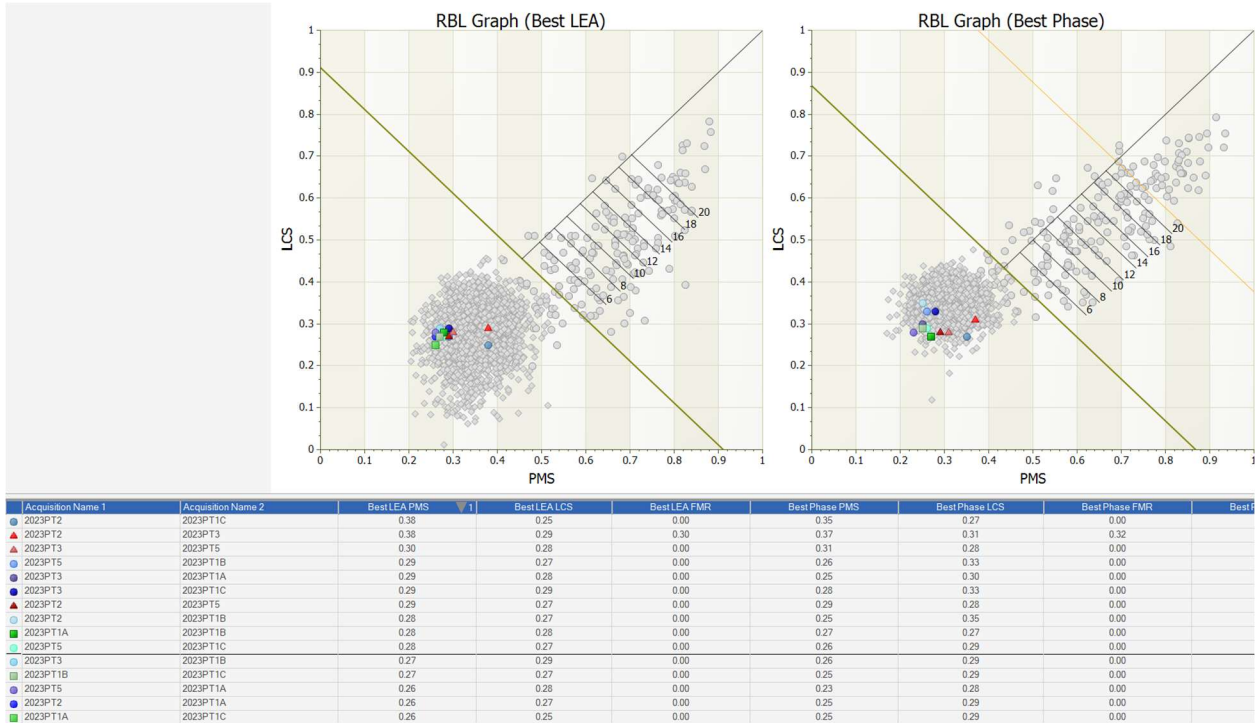 RBL Graph (Best LEA)
1
0.9
0.8
0.7
0.6
0.5
0.4
0.3
0.2
0.1
0
LCS
20
18
16
14
12
10
8
6
0 0.1 0.2 0.3 0.4 0.5 0.6 0.7 0.8 0.9 1
PMS
RBL Graph (Best Phase)
1
0.9
0.8
0.7
0.6
0.5
0.4
0.3
0.2
0.1
0
LCS
20
18
16
14
12
10
8
6
0 0.1 0.2 0.3 0.4 0.5 0.6 0.7 0.8 0.9 1
PMS
Acquisition Name 1 Acquisition Name 2 Best LEA PMS 1 Best LEA LCS Best LEA FMR Best Phase PMS Best Phase LCS Best Phase FMR Best
2023PT2 2023PT1C 0.38 0.25 0.00 0.35 0.27 0.00
2023PT2 2023PT3 0.38 0.29 0.30 0.37 0.31 0.32
2023PT3 2023PT5 0.30 0.28 0.00 0.31 0.28 0.00
2023PT5 2023PT1B 0.29 0.27 0.00 0.26 0.33 0.00
2023PT3 2023PT1A 0.29 0.28 0.00 0.25 0.30 0.00
2023PT3 2023PT1C 0.29 0.29 0.00 0.28 0.33 0.00
2023PT2 2023PT5 0.29 0.27 0.00 0.29 0.28 0.00
2023PT2 2023PT1B 0.28 0.28 0.00 0.25 0.35 0.00
2023PT1A 2023PT1B 0.28 0.28 0.00 0.27 0.27 0.00
2023PT5 2023PT1C 0.28 0.27 0.00 0.26 0.29 0.00
2023PT3 2023PT1B 0.27 0.29 0.00 0.26 0.29 0.00
2023PT1B 2023PT1C 0.27 0.27 0.00 0.25 0.29 0.00
2023PT5 2023PT1A 0.26 0.28 0.00 0.23 0.28 0.00
2023PT2 2023PT1A 0.26 0.27 0.00 0.25 0.29 0.00
2023PT1A 2023PT1C 0.26 0.25 0.00 0.25 0.29 0.00